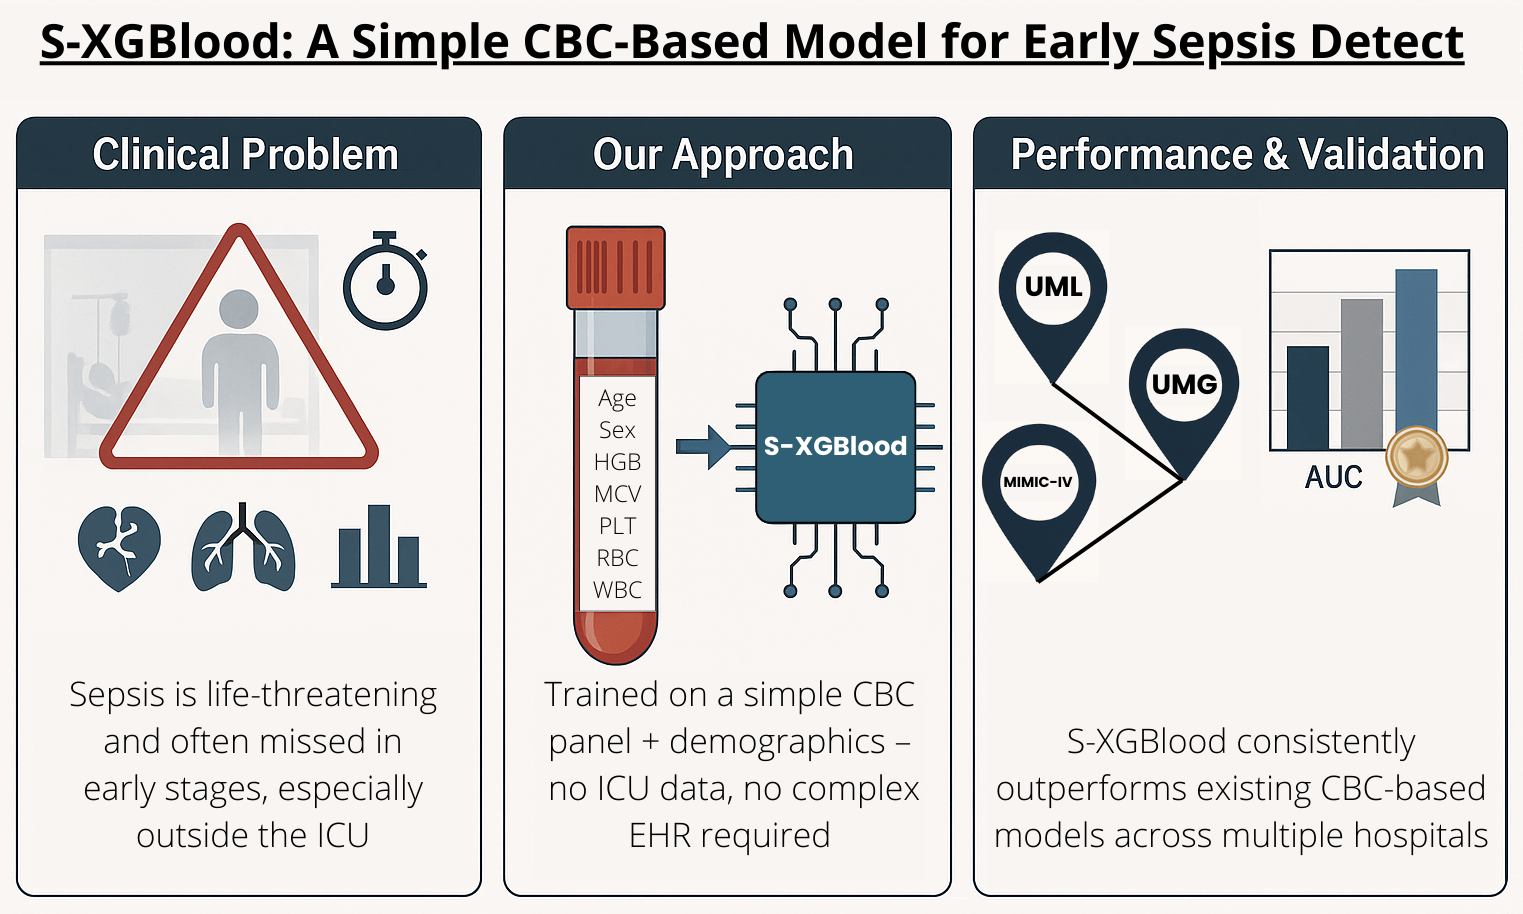 S-XGBlood: A Simple CBC-Based Model for Early Sepsis Detect
Clinical Problem
Sepsis is life-threatening
and often missed in
early stages, especially
outside the ICU
Our Approach
Age
Sex
HGB
MCV
PLT
RBC
WBC
S-XGBlood
Trained on a simple CBC
panel + demographics –
no ICU data, no complex
EHR required
Performance & Validation
UML
UMG
MIMIC-IV
AUC
S-XGBlood consistently
outperforms existing CBC-based
models across multiple hospitals